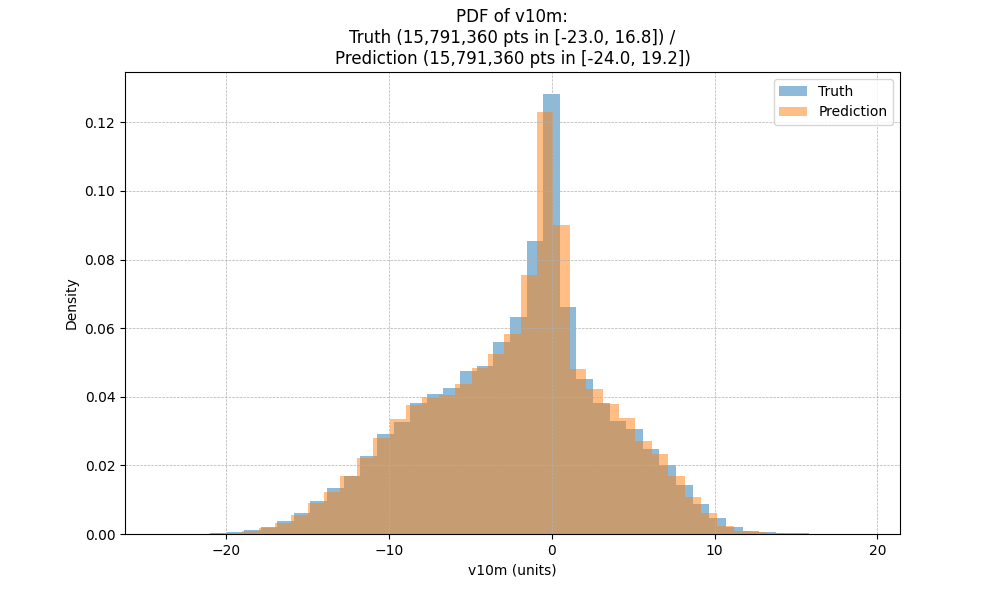 PDF of v10m:
Truth (15,791,360 pts in [-23.0, 16.8]) /
Prediction (15,791,360 pts in [-24.0, 19.2])
Truth
Prediction
Density
0.12
0.10
0.08
0.06
0.04
0.02
0.00
−20
−10
0
10
20
v10m (units)